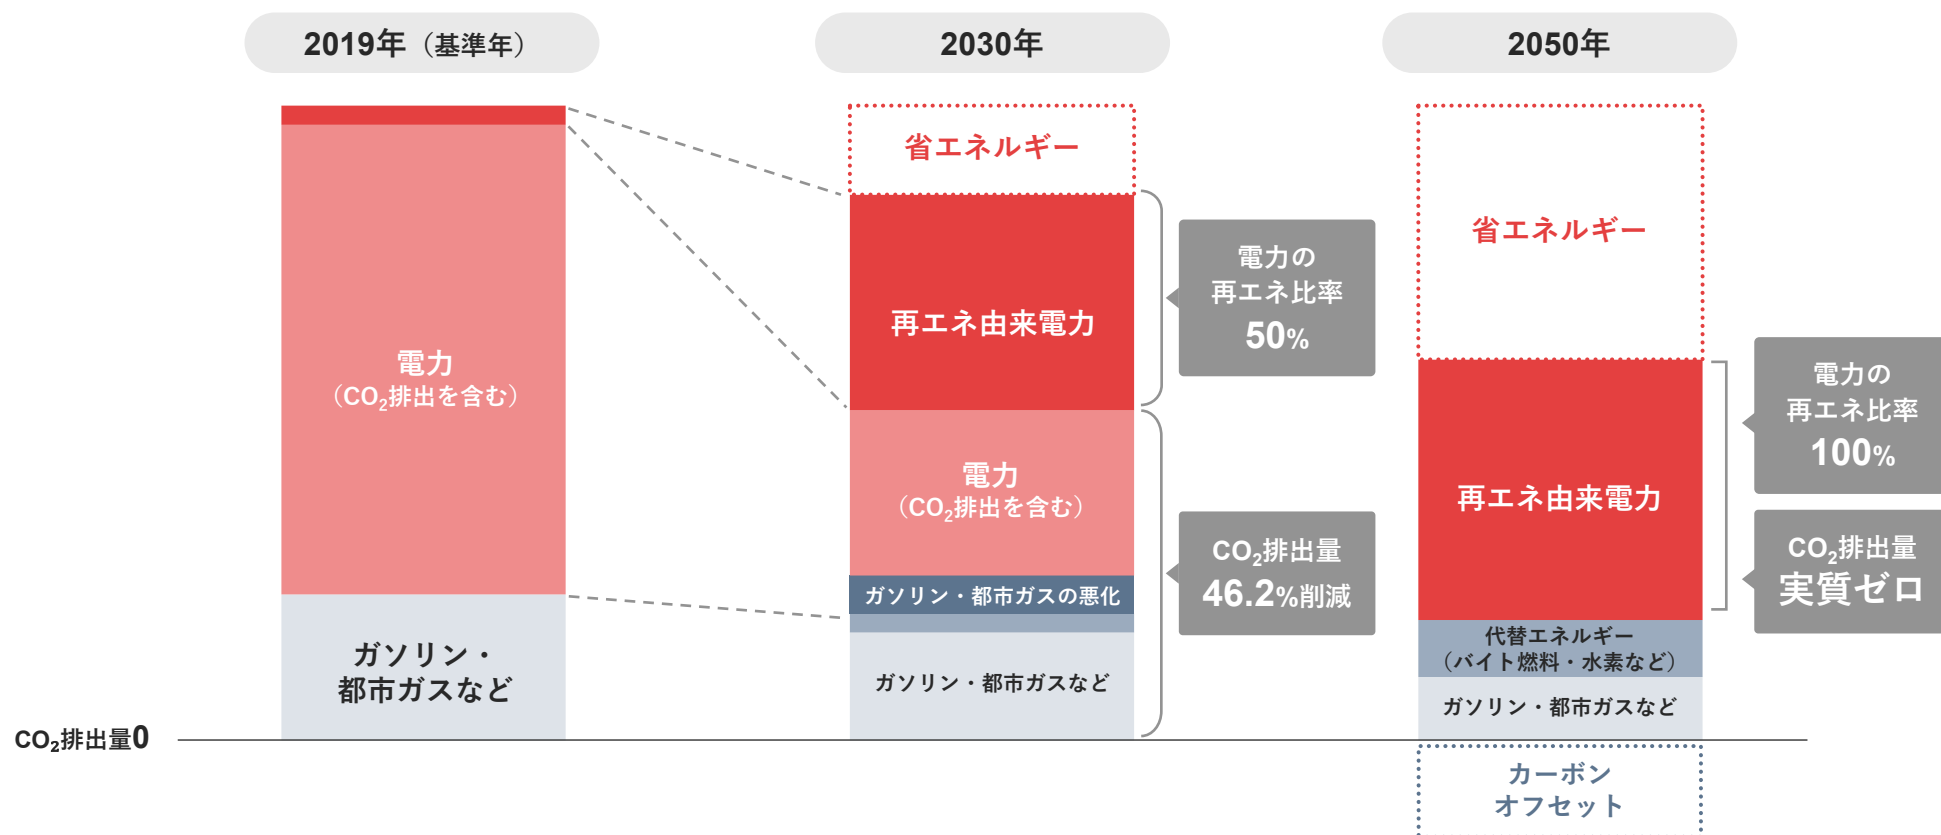 2019年（基準年）
2030年
2050年
電力
（CO₂排出を含む）
ガソリン・
都市ガスなど
省エネルギー
再エネ由来電力
電力
（CO₂排出を含む）
ガソリン・都市ガスの悪化
ガソリン・都市ガスなど
電力の
再エネ比率
50%
CO₂排出量
46.2%削減
省エネルギー
再エネ由来電力
代替エネルギー
（バイト燃料・水素など）
ガソリン・都市ガスなど
電力の
再エネ比率
100%
CO₂排出量
実質ゼロ
CO₂排出量0
カーボン
オフセット